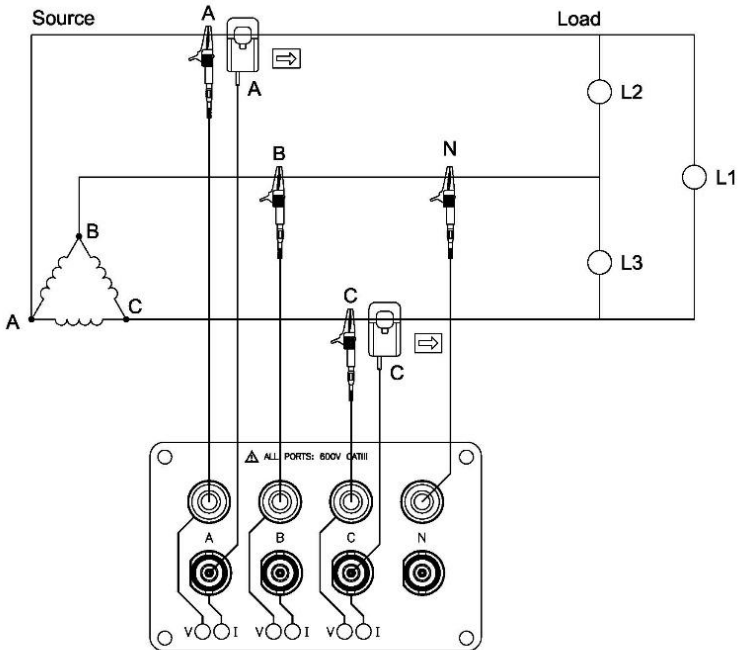 Source
A
Load
A
L2
B
N
L1
B
L3
A
C
C
C
⚠ ALL PORTS: 600V CATIII
A
B
C
N
V I
V I
V I